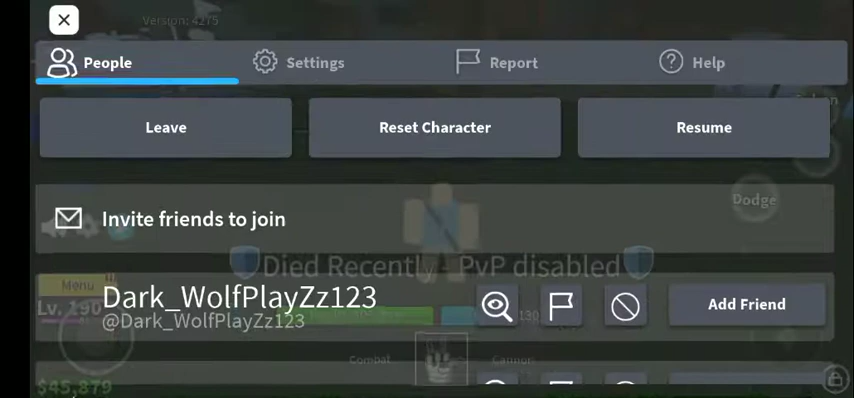 Version: 4275
People
Settings
Report
Help
Leave
Reset Character
Resume
Invite friends to join
Dodge
Died Recently - PvP disabled
Menu
Lv. 190
Dark_WolfPlayZz123
@Dark_WolfPlayZz123
Add Friend
Combat
Cannon
$45,879